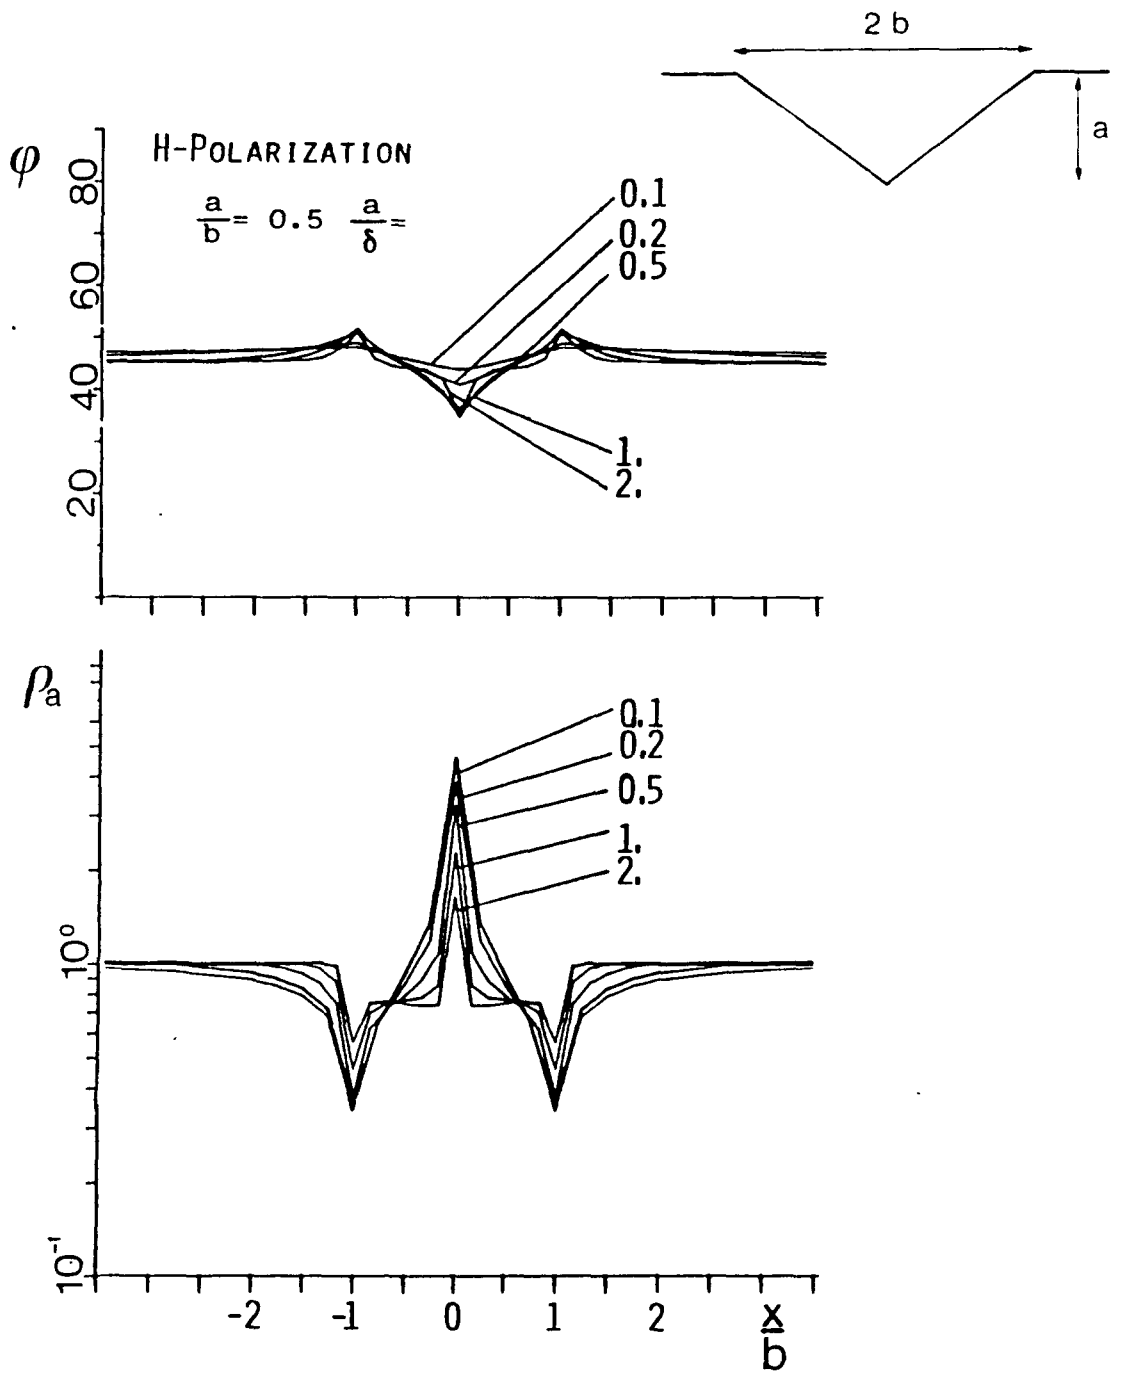 2 b
a
φ
H-POLARIZATION
a/b = 0.5 a/δ =
80
60
40
20
0.1
0.2
0.5
1.
2.
ρa
0.1
0.2
0.5
1.
2.
10⁰
10⁻¹
-2 -1 0 1 2 x/b